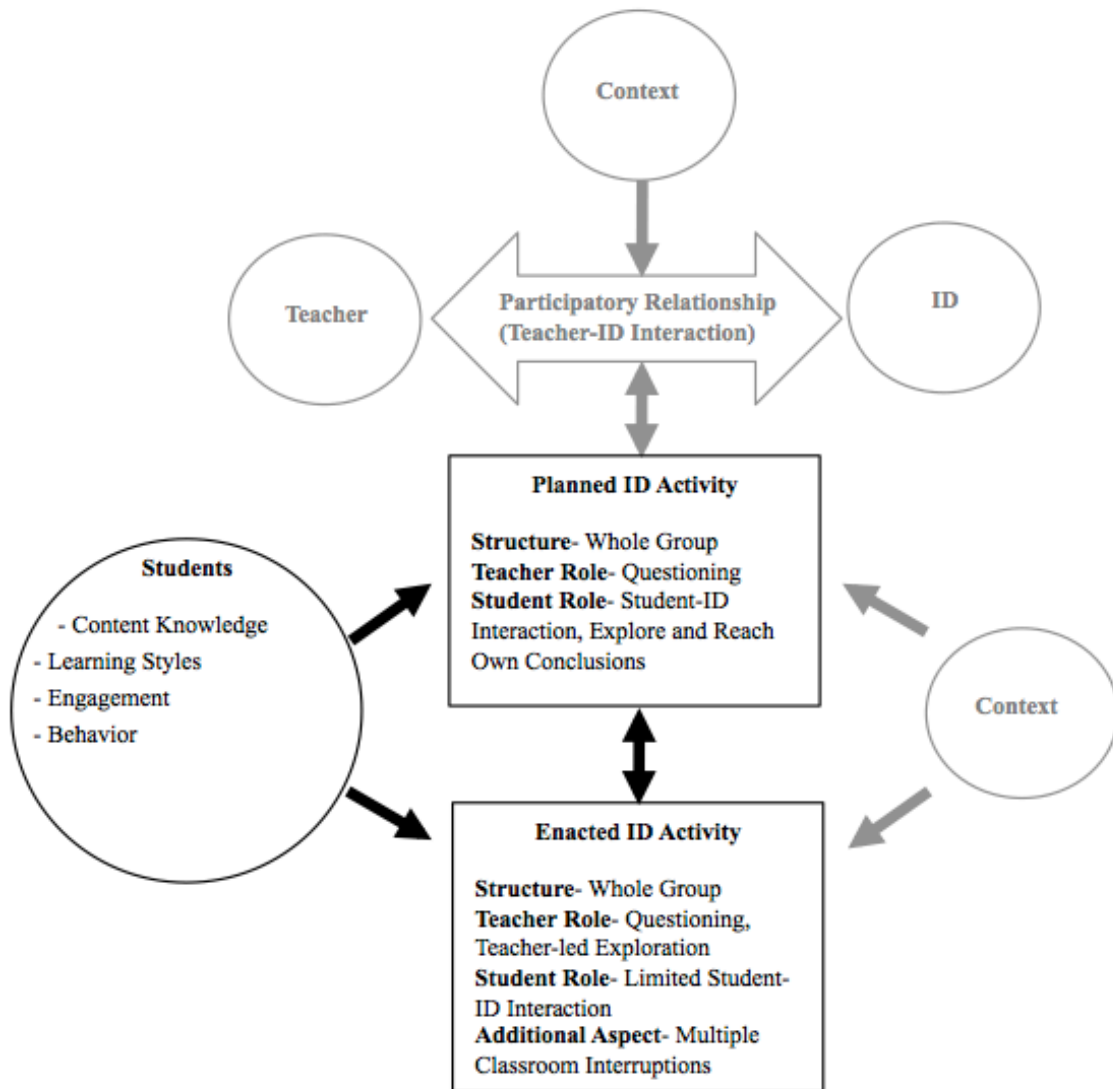 Context
Teacher
Participatory Relationship
(Teacher-ID Interaction)
ID
Planned ID Activity
Structure- Whole Group
Teacher Role- Questioning
Student Role- Student-ID
Interaction, Explore and Reach
Own Conclusions
Students
- Content Knowledge
- Learning Styles
- Engagement
- Behavior
Context
Enacted ID Activity
Structure- Whole Group
Teacher Role- Questioning,
Teacher-led Exploration
Student Role- Limited Student-
ID Interaction
Additional Aspect- Multiple
Classroom Interruptions